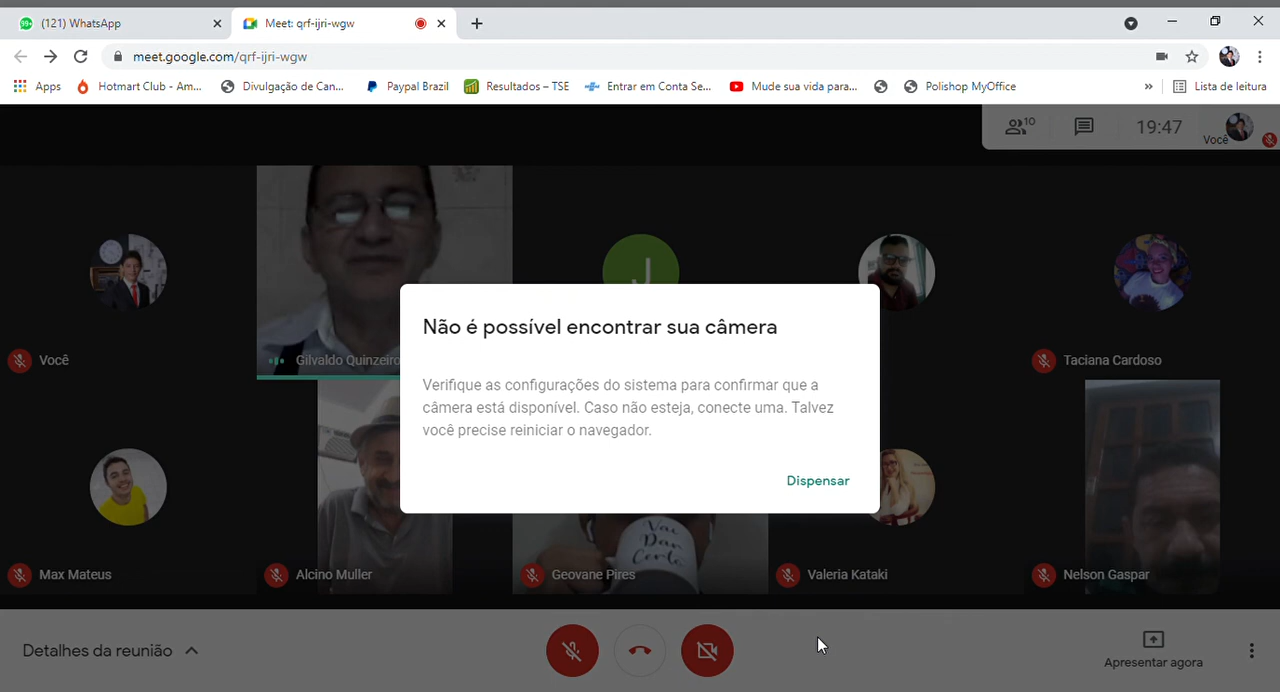 99+ (121) WhatsApp
Meet: qrf-ijri-wgw
meet.google.com/qrf-ijri-wgw
Apps
Hotmart Club - Am...
Divulgação de Can...
Paypal Brazil
Resultados – TSE
Entrar em Conta Se...
Mude sua vida para...
Polishop MyOffice
»
Lista de leitura
10
19:47
Você
J
Você
Gilvaldo Quinzeiro
Taciana Cardoso
Não é possível encontrar sua câmera
Verifique as configurações do sistema para confirmar que a
câmera está disponível. Caso não esteja, conecte uma. Talvez
você precise reiniciar o navegador.
Dispensar
Vai
Dar
Certo
Max Mateus
Alcino Muller
Geovane Pires
Valeria Kataki
Nelson Gaspar
Detalhes da reunião
Apresentar agora